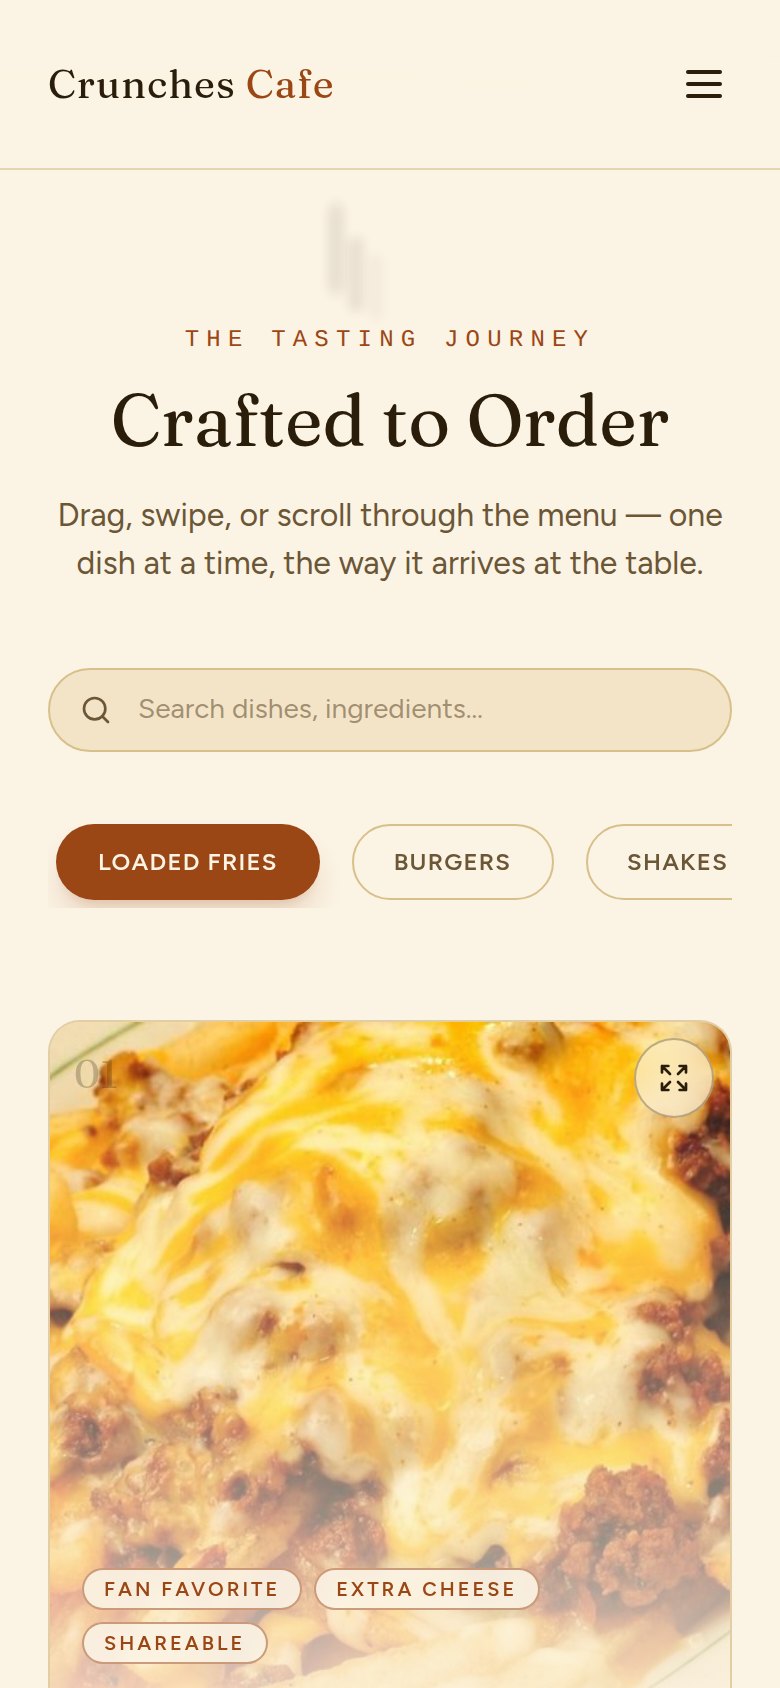 Crunches Cafe
THE TASTING JOURNEY
Crafted to Order
Drag, swipe, or scroll through the menu — one
dish at a time, the way it arrives at the table.
Search dishes, ingredients...
LOADED FRIES
BURGERS
SHAKES
01
FAN FAVORITE
EXTRA CHEESE
SHAREABLE